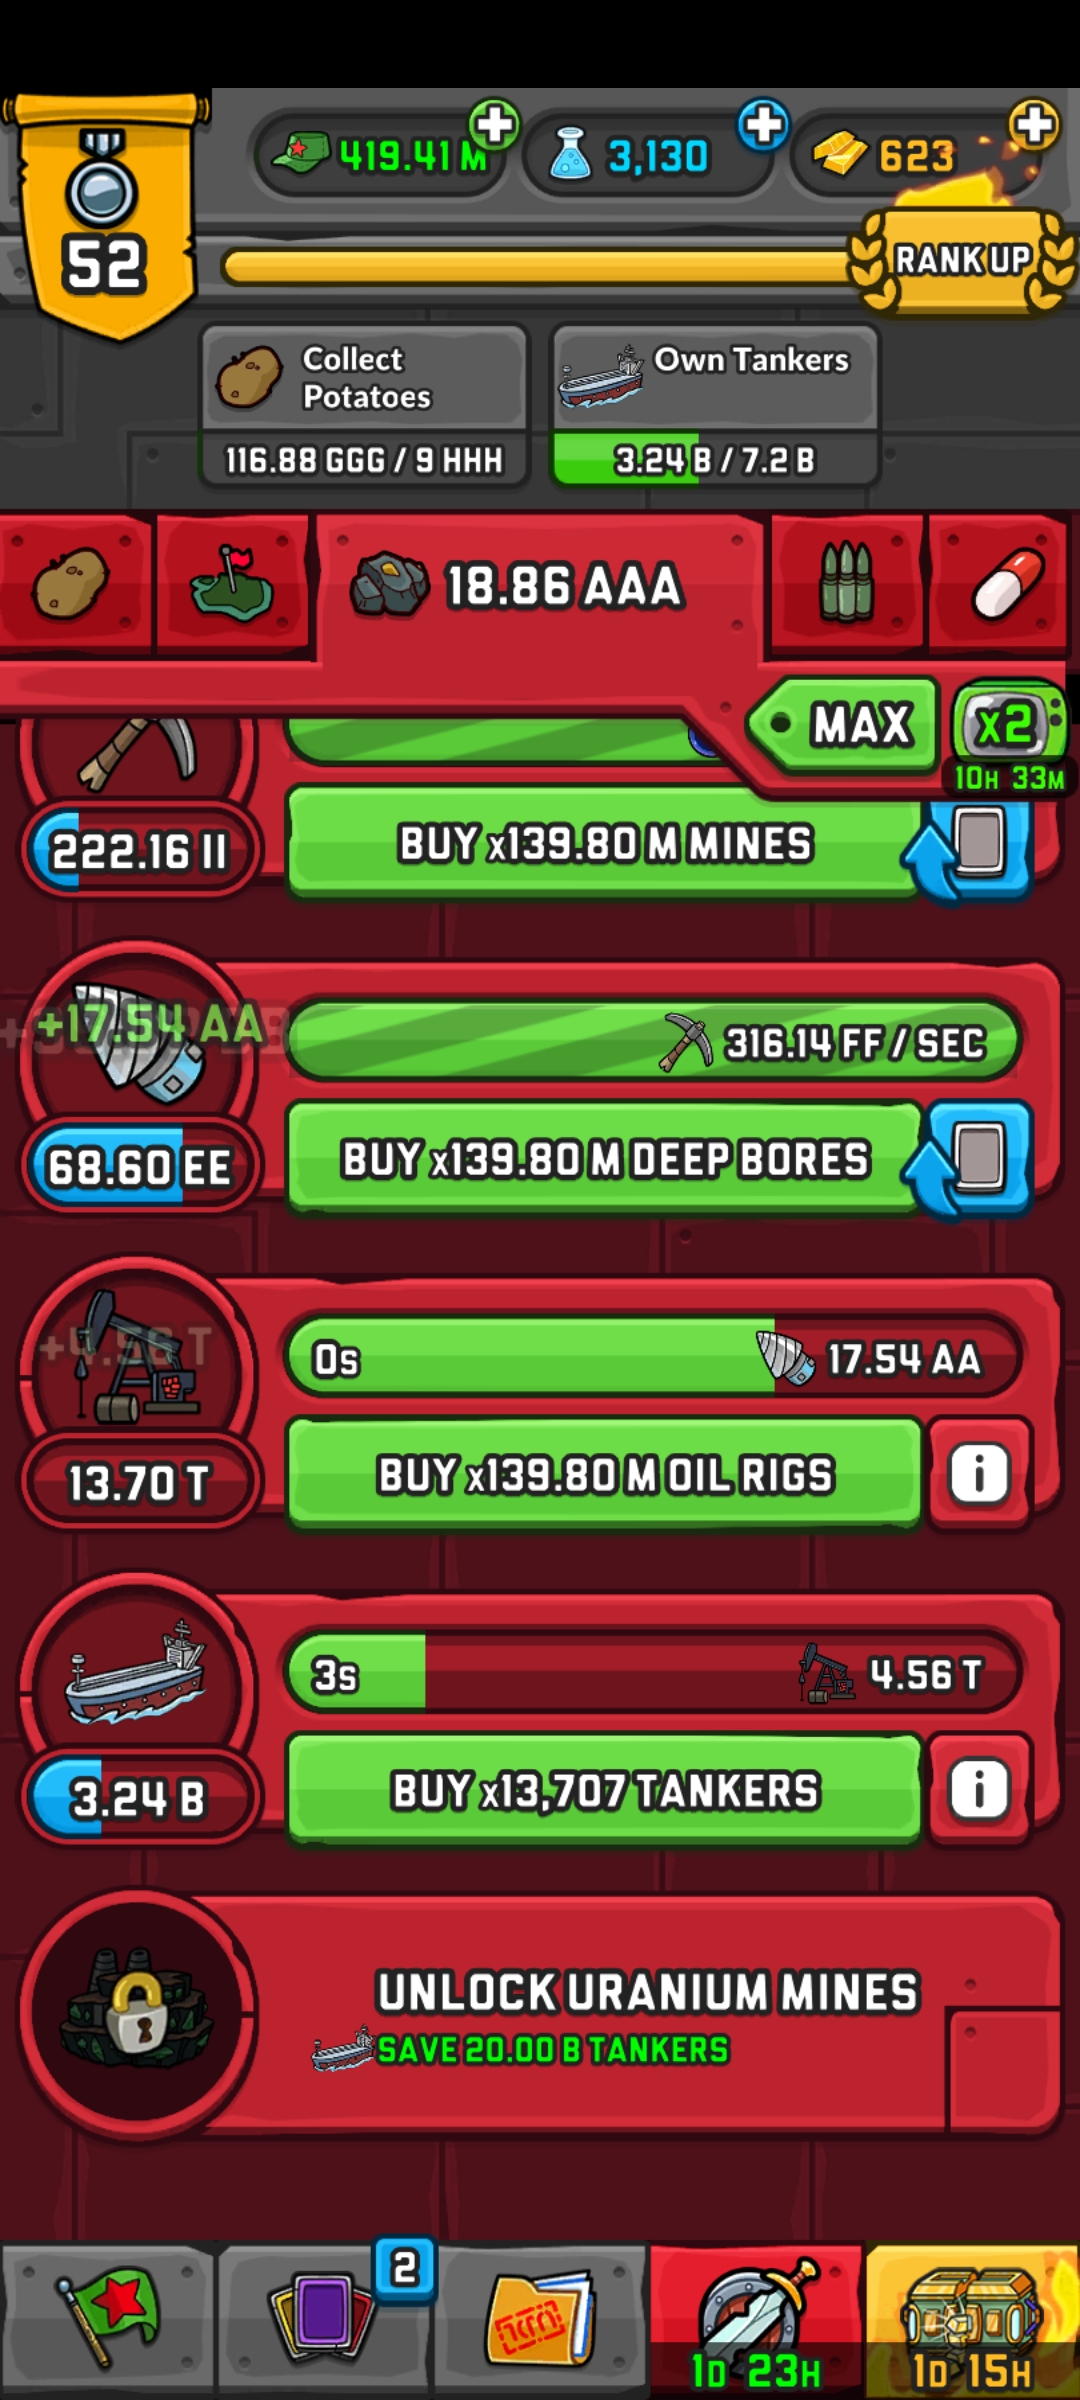 419.41 M
3,130
623
52
RANK UP
Collect
Potatoes
Own Tankers
116.88 GGG / 9 HHH
3.24 B / 7.2 B
18.86 AAA
MAX
x2
10H 33M
222.16 II
BUY x139.80 M MINES
+17.54 AA
316.14 FF / SEC
68.60 EE
BUY x139.80 M DEEP BORES
+4.56 T
0s
17.54 AA
13.70 T
BUY x139.80 M OIL RIGS
i
3s
4.56 T
3.24 B
BUY x13,707 TANKERS
i
UNLOCK URANIUM MINES
SAVE 20.00 B TANKERS
2
1D 23H
1D 15H